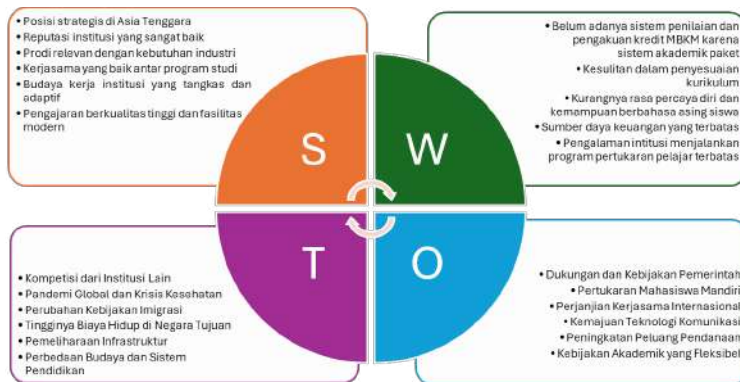 • Posisi strategis di Asia Tenggara
• Reputasi institusi yang sangat baik
• Prodi relevan dengan kebutuhan industri
• Kerjasama yang baik antar program studi
• Budaya kerja institusi yang tangkas dan
adaptif
• Pengajaran berkualitas tinggi dan fasilitas
modern
S
• Belum adanya sistem penilaian dan
pengakuan kredit MBKM karena
sistem akademik paket
• Kesulitan dalam penyesuaian
kurikulum
• Kurangnya rasa percaya diri dan
kemampuan berbahasa asing siswa
• Sumber daya keuangan yang terbatas
• Pengalaman intitusi menjalankan
program pertukaran pelajar terbatas
W
• Kompetisi dari Institusi Lain
• Pandemi Global dan Krisis Kesehatan
• Perubahan Kebijakan Imigrasi
• Tingginya Biaya Hidup di Negara Tujuan
• Pemeliharaan Infrastruktur
• Perbedaan Budaya dan Sistem
Pendidikan
T
• Dukungan dan Kebijakan Pemerintah
• Pertukaran Mahasiswa Mandiri
• Perjanjian Kerjasama Internasional
• Kemajuan Teknologi Komunikasi
• Peningkatan Peluang Pendanaan
• Kebijakan Akademik yang Fleksibel
O